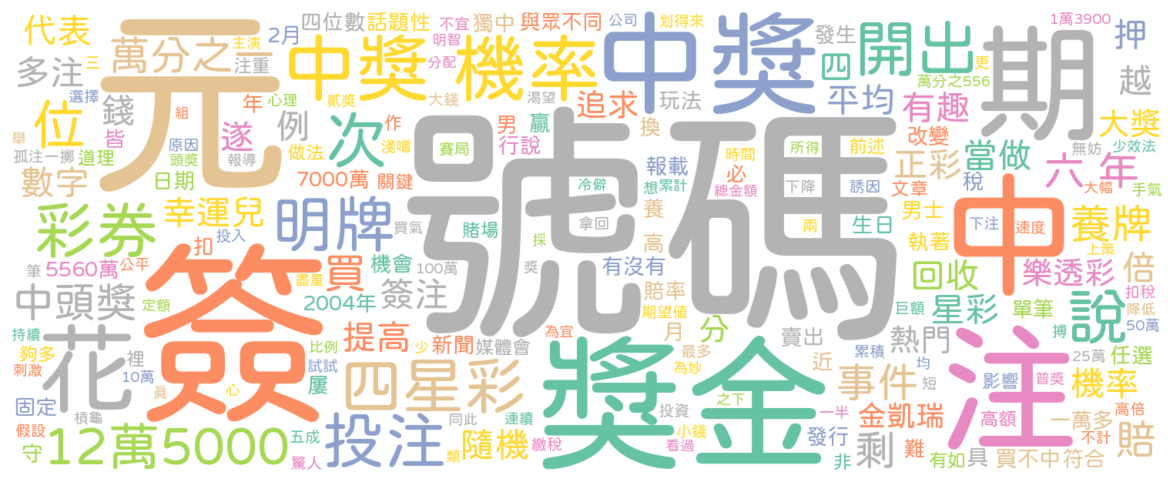 代表
四位數
話題性
不宜
獨中
與眾不同
公司
划得來
1萬3900
元
2月
主演
明智
中獎
發生
開出
期
押
多注
萬分之
三
注重
中獎
機率
分配
四
萬分之556
更
越
選擇
錢
年
心理
貳獎
大錢
渴望
追求
玩法
平均
有趣
大獎
位
皆
遂
例
次
作
男
贏
換
改變
舉
組
原因
做法
淺嚐
行說
號碼
時間
所得
前述
當做
無妨
少效法
孤注一擲
道理
頭獎
報導
賽局
報載
必
正彩
六
年
數字
日期
7000萬
關鍵
冷僻
想
累計
總金額
下降
誘因
文章
稅
大幅
手氣
彩券
幸運兒
明牌
買氣
賭場
養
兩
生日
男士
中
下注
速度
養牌
扣
投入
採
拿回
執著
上策
筆
5560萬
公平
買
機會
100萬
獎
有沒有
高
回收
樂透彩
倍
簽
盡量
簽注
賠率
中頭獎
定額
2004年
期望值
巨額
扣稅
降低
月
分
賣出
星彩
單筆
說
50萬
持續
花
比例
提高
少
新聞
媒體會
為宜
獎金
熱門
注
搏
夠多
裡
試試
最多
近
累積
25萬
任選
刺激
10萬
屢
四星彩
為妙
事件
均
短
影響
普獎
機率
固定
真
心
之下
槓龜
投注
同此
連續
投資
一半
金凱瑞
高額
一萬多
高倍
假設
小錢
發行
賠
守
12萬5000
五成
類
隨機
繳稅
看過
剩
難
不計
驚人
非
有如
具
買不中
符合